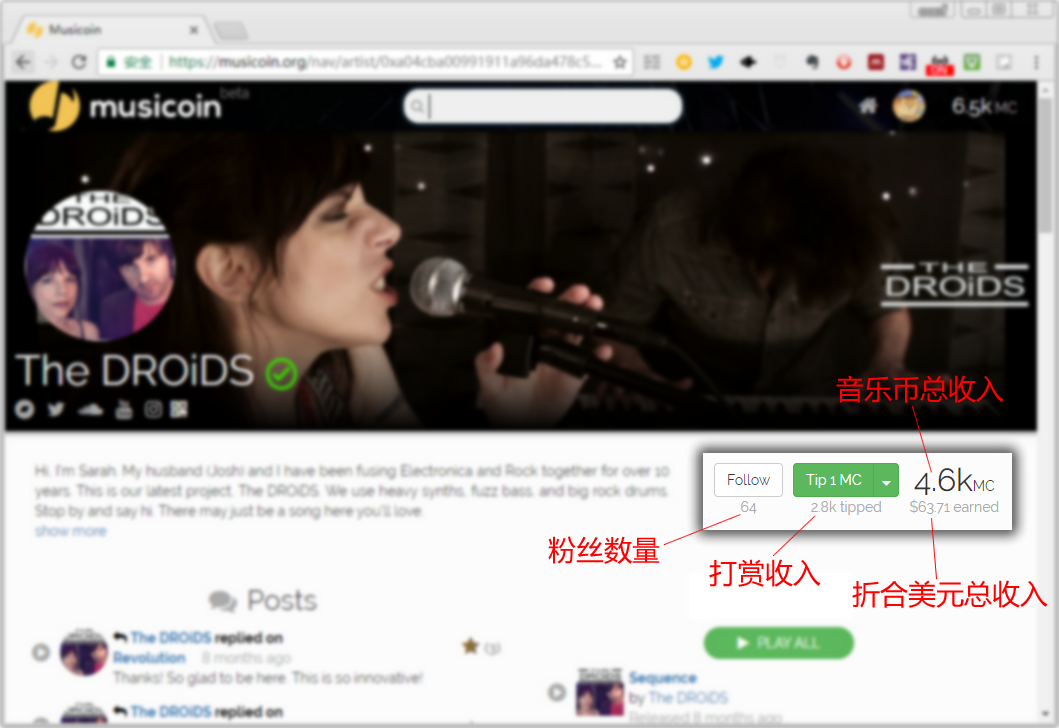 Musicoin
安全
https://musicoin.org/nav/artist/0xa04cba00991911a96da478c5...
musicoin
beta
6.5k MC
THE
DROiDS
THE
DROiDS
The DROiDS
音乐币总收入
Hi, I'm Sarah. My husband (Josh) and I have been fusing Electronica and Rock together for over 10
years. This is our latest project, The DROiDS. We use heavy synths, fuzz bass, and big rock drums.
Stop by and say hi. There may just be a song here you'll love.
show more
Follow
Tip 1 MC
4.6k MC
64
2.8k tipped
$63.71 earned
粉丝数量
打赏收入
折合美元总收入
Posts
The DROiDS replied on
Revolution 8 months ago
(3)
Thanks! So glad to be here. This is so innovative!
The DROiDS replied on
PLAY ALL
Sequence
by The DROiDS
Released 8 months ago